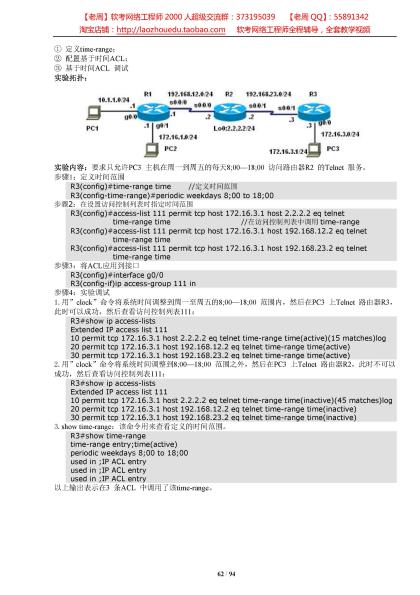 【老周】软考网络工程师 2000 人超级交流群：373195039 【老周 QQ】：55891342
淘宝店铺：http://laozhouedu.taobao.com 软考网络工程师全程辅导，全套教学视频
① 定义time-range；
② 配置基于时间ACL；
③ 基于时间ACL 调试
实验拓扑：
R1 192.168.12.0/24 R2 192.168.23.0/24 R3
10.1.1.0/24 s0/0/0 s0/0/0 s0/0/1 s0/0/1
g0/0 .1 .2 .2 .3
.1 g0/1 Lo0:2.2.2.2/24 .3 g0/0
PC1 172.16.1.0/24 172.16.3.0/24
PC2 172.16.3.1/24 PC3
实验内容：要求只允许PC3 主机在周一到周五的每天8;00—18;00 访问路由器R2 的Telnet 服务。
步骤1：定义时间范围
R3(config)#time-range time //定义时间范围
R3(config-time-range)#periodic weekdays 8;00 to 18;00
步骤2：在设置访问控制列表时指定时间范围
R3(config)#access-list 111 permit tcp host 172.16.3.1 host 2.2.2.2 eq telnet
time-range time //在访问控制列表中调用 time-range
R3(config)#access-list 111 permit tcp host 172.16.3.1 host 192.168.12.2 eq telnet
time-range time
R3(config)#access-list 111 permit tcp host 172.16.3.1 host 192.168.23.2 eq telnet
time-range time
步骤3：将ACL应用到接口
R3(config)#interface g0/0
R3(config-if)ip access-group 111 in
步骤4：实验调试
1. 用” clock” 命令将系统时间调整到周一至周五的8;00—18;00 范围内，然后在PC3 上Telnet 路由器R3，
此时可以成功，然后查看访问控制列表111：
R3#show ip access-lists
Extended IP access list 111
10 permit tcp 172.16.3.1 host 2.2.2.2 eq telnet time-range time(active)(15 matches)log
20 permit tcp 172.16.3.1 host 192.168.12.2 eq telnet time-range time(active)
30 permit tcp 172.16.3.1 host 192.168.23.2 eq telnet time-range time(active)
2. 用” clock” 命令将系统时间调整到8;00—18;00 范围之外，然后在PC3 上Telnet 路由器R2，此时不可以
成功，然后查看访问控制列表111：
R3#show ip access-lists
Extended IP access list 111
10 permit tcp 172.16.3.1 host 2.2.2.2 eq telnet time-range time(inactive)(45 matches)log
20 permit tcp 172.16.3.1 host 192.168.12.2 eq telnet time-range time(inactive)
30 permit tcp 172.16.3.1 host 192.168.23.2 eq telnet time-range time(inactive)
3. show time-range：该命令用来查看定义的时间范围。
R3#show time-range
time-range entry;time(active)
periodic weekdays 8;00 to 18;00
used in ;IP ACL entry
used in ;IP ACL entry
used in ;IP ACL entry
以上输出表示在3 条ACL 中调用了该time-range。
62 / 94